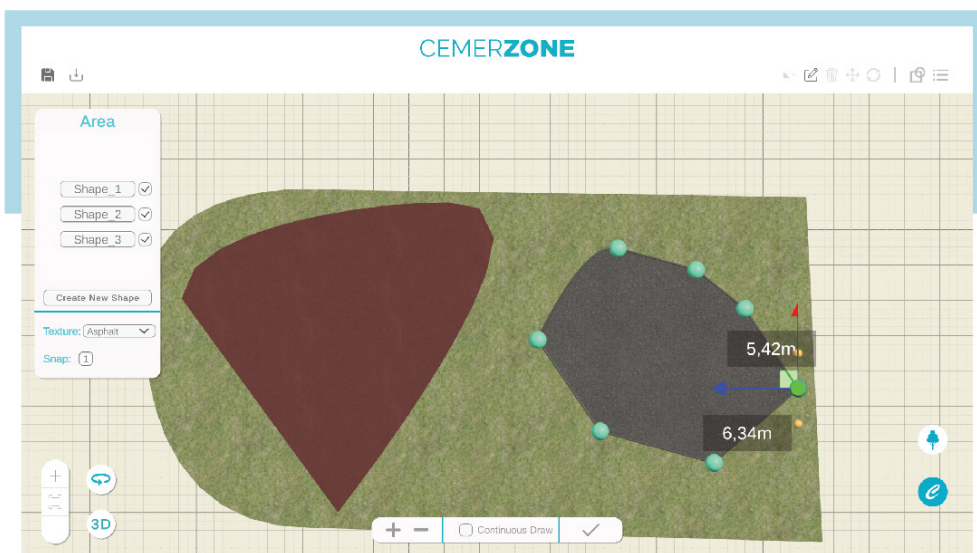 CEMERZONE
Area
Shape_1
Shape_2
Shape_3
Create New Shape
Texture: Asphalt
Snap: 1
5,42m
6,34m
3D
Continuous Draw